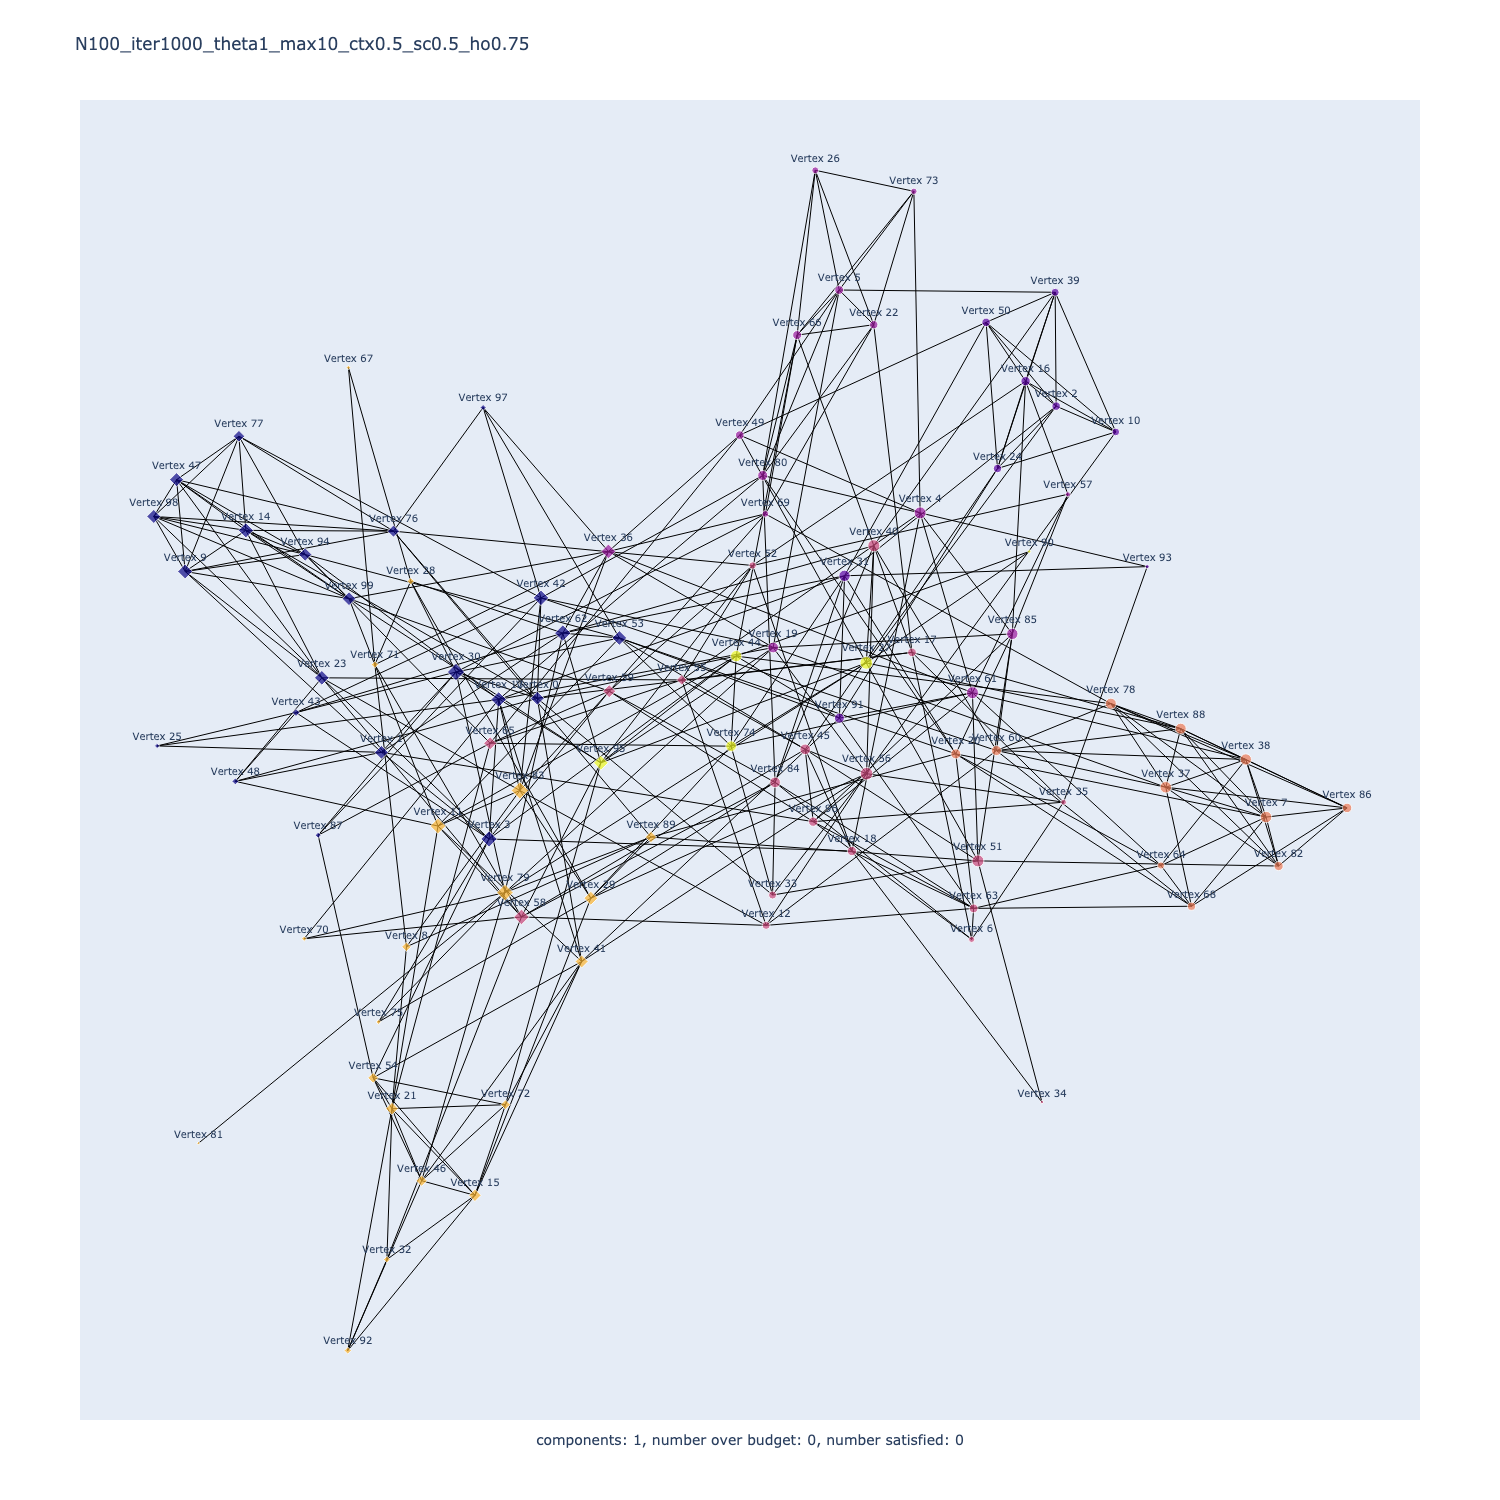 N100_iter1000_theta1_max10_ctx0.5_sc0.5_ho0.75
Vertex 26
Vertex 73
Vertex 5
Vertex 39
Vertex 50
Vertex 22
Vertex 66
Vertex 67
Vertex 16
Vertex 2
Vertex 97
Vertex 10
Vertex 77
Vertex 49
Vertex 24
Vertex 80
Vertex 47
Vertex 57
Vertex 98
Vertex 4
Vertex 69
Vertex 14
Vertex 76
Vertex 40
Vertex 36
Vertex 94
Vertex 90
Vertex 52
Vertex 93
Vertex 9
Vertex 28
Vertex 99
Vertex 42
Vertex 62
Vertex 85
Vertex 53
Vertex 19
Vertex 44
Vertex 17
Vertex 71
Vertex 30
Vertex 23
Vertex 61
Vertex 0
Vertex 78
Vertex 43
Vertex 91
Vertex 88
Vertex 65
Vertex 25
Vertex 74
Vertex 45
Vertex 60
Vertex 38
Vertex 95
Vertex 56
Vertex 84
Vertex 48
Vertex 37
Vertex 83
Vertex 35
Vertex 86
Vertex 7
Vertex 3
Vertex 87
Vertex 89
Vertex 18
Vertex 51
Vertex 64
Vertex 82
Vertex 79
Vertex 29
Vertex 33
Vertex 63
Vertex 68
Vertex 58
Vertex 12
Vertex 70
Vertex 8
Vertex 6
Vertex 41
Vertex 75
Vertex 54
Vertex 21
Vertex 72
Vertex 34
Vertex 81
Vertex 46
Vertex 15
Vertex 32
Vertex 92
components: 1, number over budget: 0, number satisfied: 0